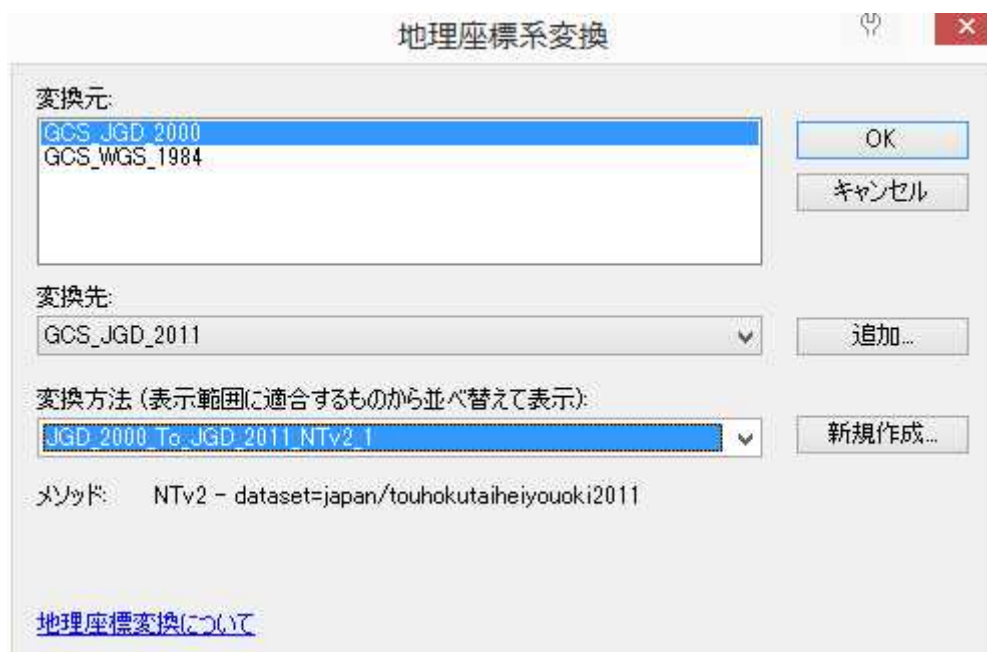 地理座標系変換
変換元:
GCS_JGD_2000
GCS_WGS_1984
OK
キャンセル
変換先:
GCS_JGD_2011
追加...
変換方法 (表示範囲に適合するものから並べ替えて表示):
JGD_2000_To_JGD_2011_NTv2_1
新規作成...
メソッド: NTv2 - dataset=japan/touhokutaiheiyouoki2011
地理座標変換について